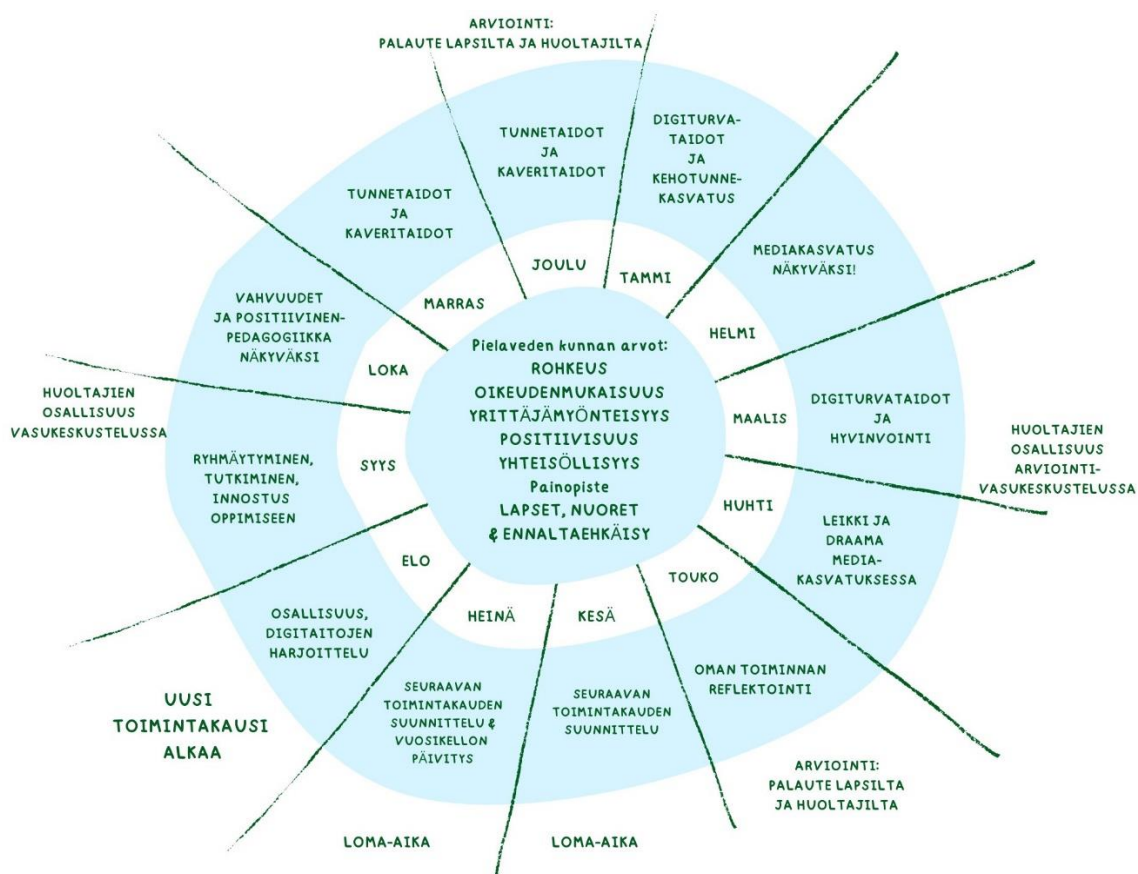 ARVIOINTI:
PALAUTE LAPSILTA JA HUOLTAJILTA
TAMMI
DIGITURVA-
TAIDOT
JA
KEHOTUNNE-
KASVATUS
HELMI
MEDIAKASVATUS
NÄKYVÄKSI!
MAALIS
DIGITURVATAIDOT
JA
HYVINVOINTI
HUOLTAJIEN
OSALLISUUS
ARVIOINTI-
VASUKESKUSTELUSSA
HUHTI
LEIKKI JA
DRAAMA
MEDIA-
KASVATUKSESSA
TOUKO
OMAN TOIMINNAN
REFLEKTOINTI
ARVIOINTI:
PALAUTE LAPSILTA
JA HUOLTAJILTA
KESÄ
SEURAAVAN
TOIMINTAKAUDEN
SUUNNITTELU
LOMA-AIKA
HEINÄ
SEURAAVAN
TOIMINTAKAUDEN
SUUNNITTELU &
VUOSIKELLON
PÄIVITYS
LOMA-AIKA
ELO
OSALLISUUS,
DIGITAITOJEN
HARJOITTELU
UUSI
TOIMINTAKAUSI
ALKAA
SYYS
RYHMÄYTYMINEN,
TUTKIMINEN,
INNOSTUS
OPPIMISEEN
HUOLTAJIEN
OSALLISUUS
VASUKESKUSTELUSSA
LOKA
VAHVUUDET
JA POSITIIVINEN-
PEDAGOGIIKKA
NÄKYVÄKSI
MARRAS
TUNNETAIDOT
JA
KAVERITAIDOT
JOULU
TUNNETAIDOT
JA
KAVERITAIDOT
Pielaveden kunnan arvot:
ROHKEUS
OIKEUDENMUKAISUUS
YRITTÄJÄMYÖNTEISYYS
POSITIIVISUUS
YHTEISÖLLISYYS
Painopiste
LAPSET, NUORET
& ENNALTAEHKÄISY